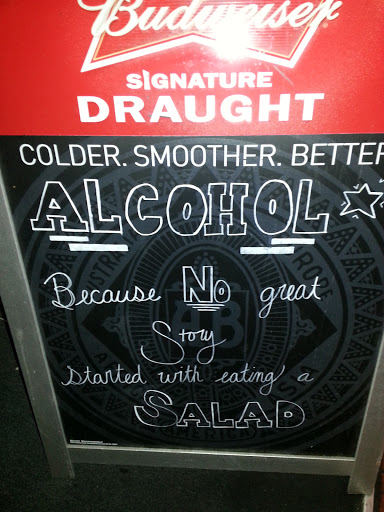 Budweiser
SIGNATURE
DRAUGHT
COLDER. SMOOTHER. BETTER
ALCOHOL
Because No great
Story
started with eating a
SALAD